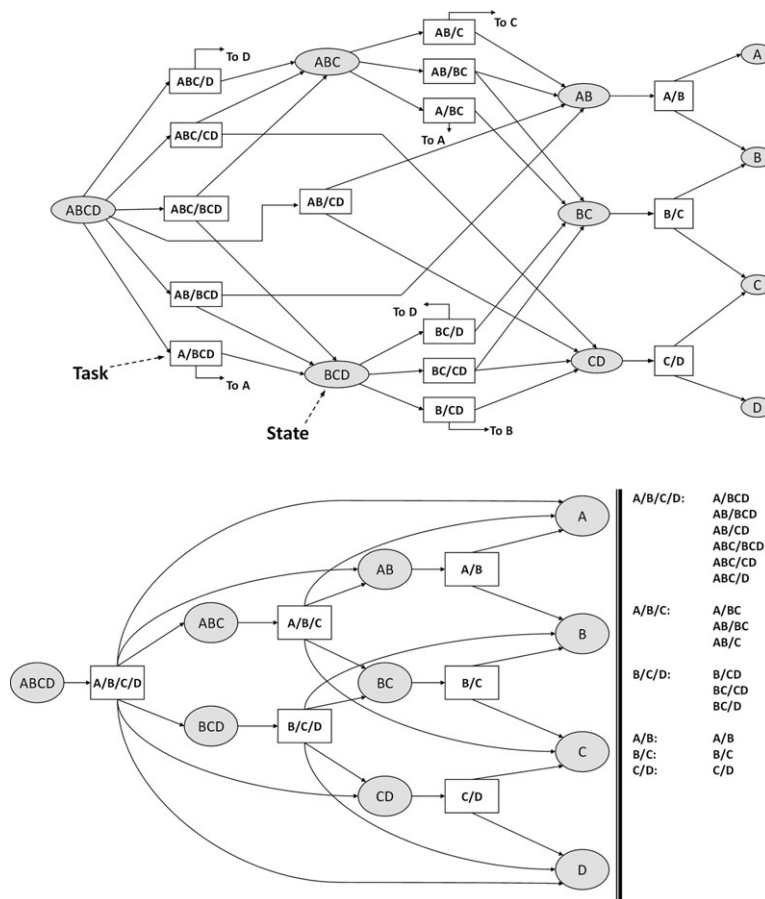 To C
AB/C
A
To D
ABC
ABC/D
AB/BC
AB
A/B
A/BC
To A
ABC/CD
B
ABCD
ABC/BCD
AB/CD
BC
B/C
C
AB/BCD
To D
BC/D
A/BCD
Task
To A
BCD
BC/CD
CD
C/D
B/CD
D
State
To B
A/B/C/D: A/BCD
AB/BCD
AB/CD
ABC/BCD
ABC/CD
ABC/D
A
AB
A/B
A/B/C: A/BC
AB/BC
AB/C
ABC
A/B/C
B
ABCD
A/B/C/D
BC
B/C
B/C/D: B/CD
BC/CD
BC/D
BCD
B/C/D
C
A/B: A/B
B/C: B/C
C/D: C/D
CD
C/D
D